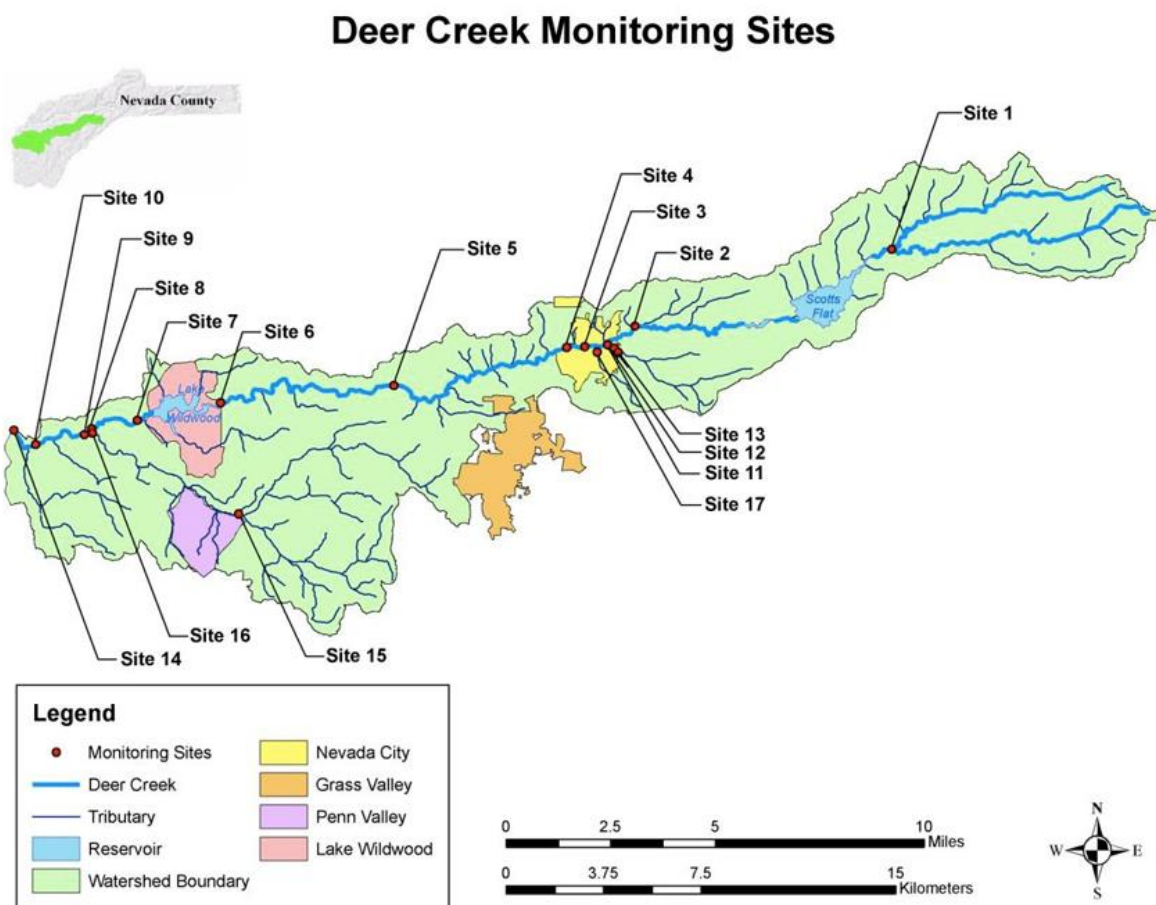 Deer Creek Monitoring Sites
Nevada County
Site 1
Site 4
Site 10
Site 3
Site 9
Site 5
Site 2
Site 8
Site 7
Site 6
Scotts
Flat
Lake
Wildwood
Site 13
Site 12
Site 11
Site 17
Site 16
Site 14
Site 15
Legend
Monitoring Sites
Deer Creek
Tributary
Reservoir
Watershed Boundary
Nevada City
Grass Valley
Penn Valley
Lake Wildwood
0 2.5 5 10
Miles
0 3.75 7.5 15
Kilometers
N
W E
S